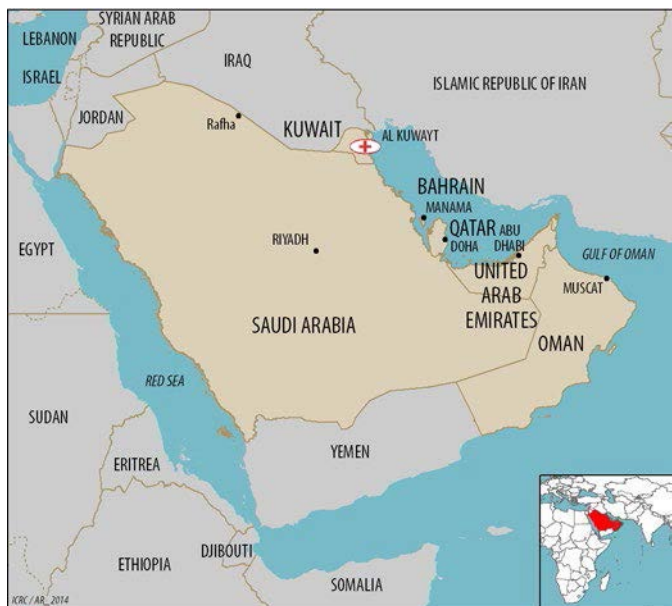 SYRIAN ARAB
REPUBLIC
LEBANON
ISRAEL
IRAQ
ISLAMIC REPUBLIC OF IRAN
JORDAN
Rafha
KUWAIT
AL KUWAYT
BAHRAIN
MANAMA
QATAR
DOHA
ABU
DHABI
RIYADH
EGYPT
GULF OF OMAN
UNITED
ARAB
EMIRATES
MUSCAT
SAUDI ARABIA
OMAN
RED SEA
SUDAN
YEMEN
ERITREA
DJIBOUTI
ETHIOPIA
SOMALIA
ICRC / AR_2014